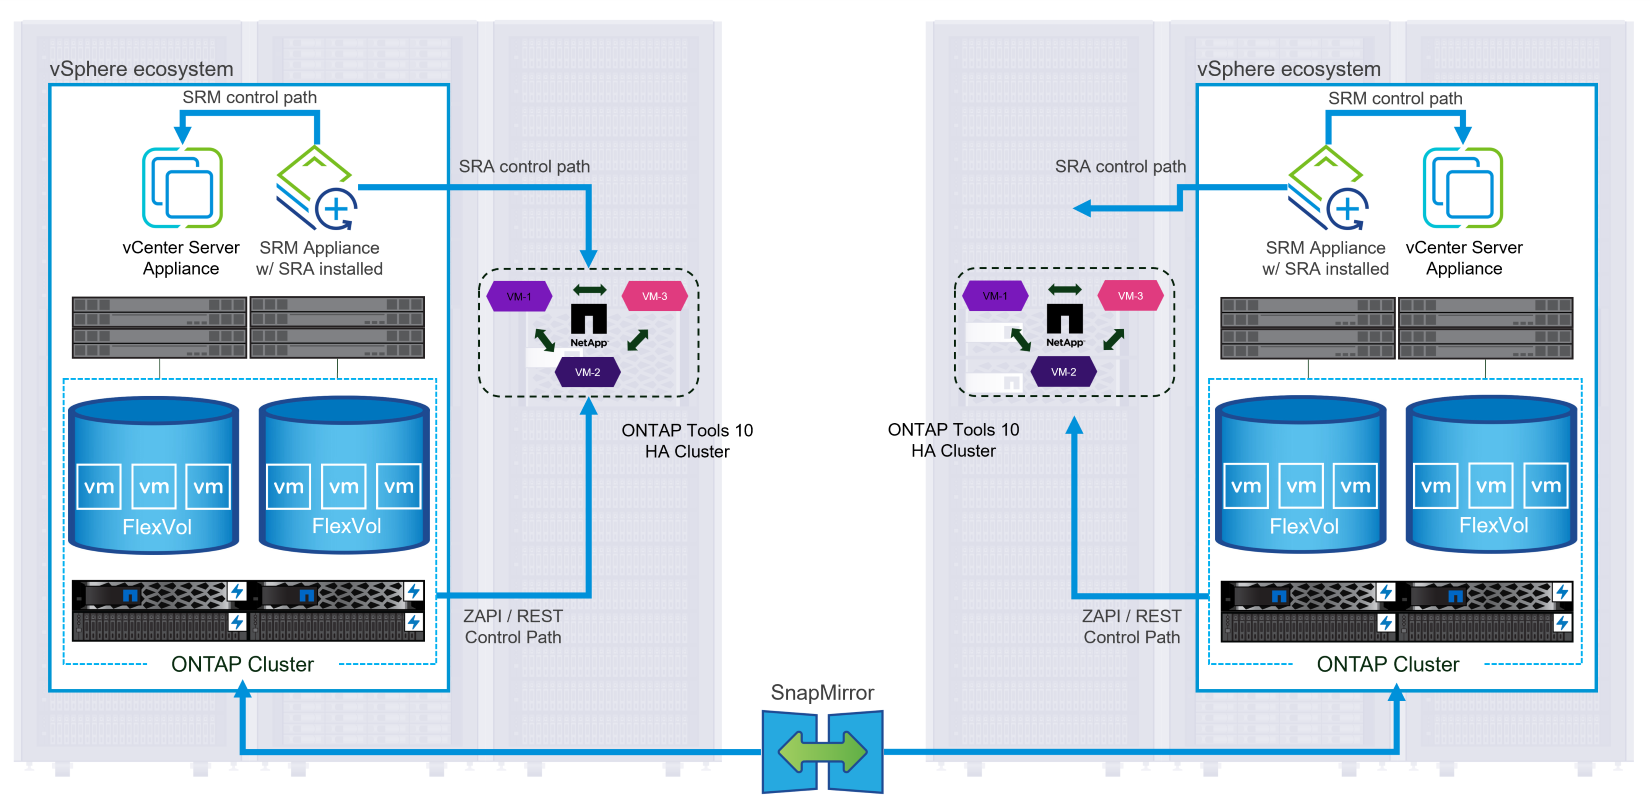 vSphere ecosystem
SRM control path
SRA control path
vCenter Server
Appliance
SRM Appliance
w/ SRA installed
VM-1
VM-3
NetApp
VM-2
ONTAP Tools 10
HA Cluster
vm vm vm
FlexVol
vm vm vm
FlexVol
ZAPI / REST
Control Path
ONTAP Cluster
SnapMirror
vSphere ecosystem
SRM control path
SRA control path
SRM Appliance
w/ SRA installed
vCenter Server
Appliance
VM-1
VM-3
NetApp
VM-2
ONTAP Tools 10
HA Cluster
vm vm vm
FlexVol
vm vm vm
FlexVol
ZAPI / REST
Control Path
ONTAP Cluster